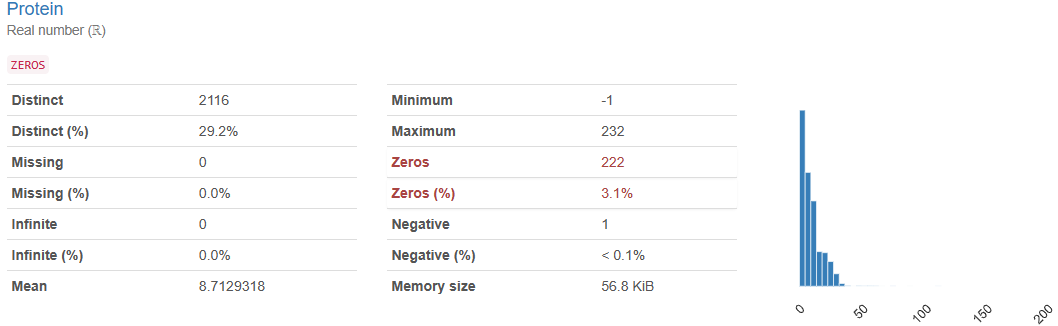 Protein
Real number (ℝ)
ZEROS
Distinct 2116
Distinct (%) 29.2%
Missing 0
Missing (%) 0.0%
Infinite 0
Infinite (%) 0.0%
Mean 8.7129318
Minimum -1
Maximum 232
Zeros 222
Zeros (%) 3.1%
Negative 1
Negative (%) < 0.1%
Memory size 56.8 KiB
0 50 100 150 200